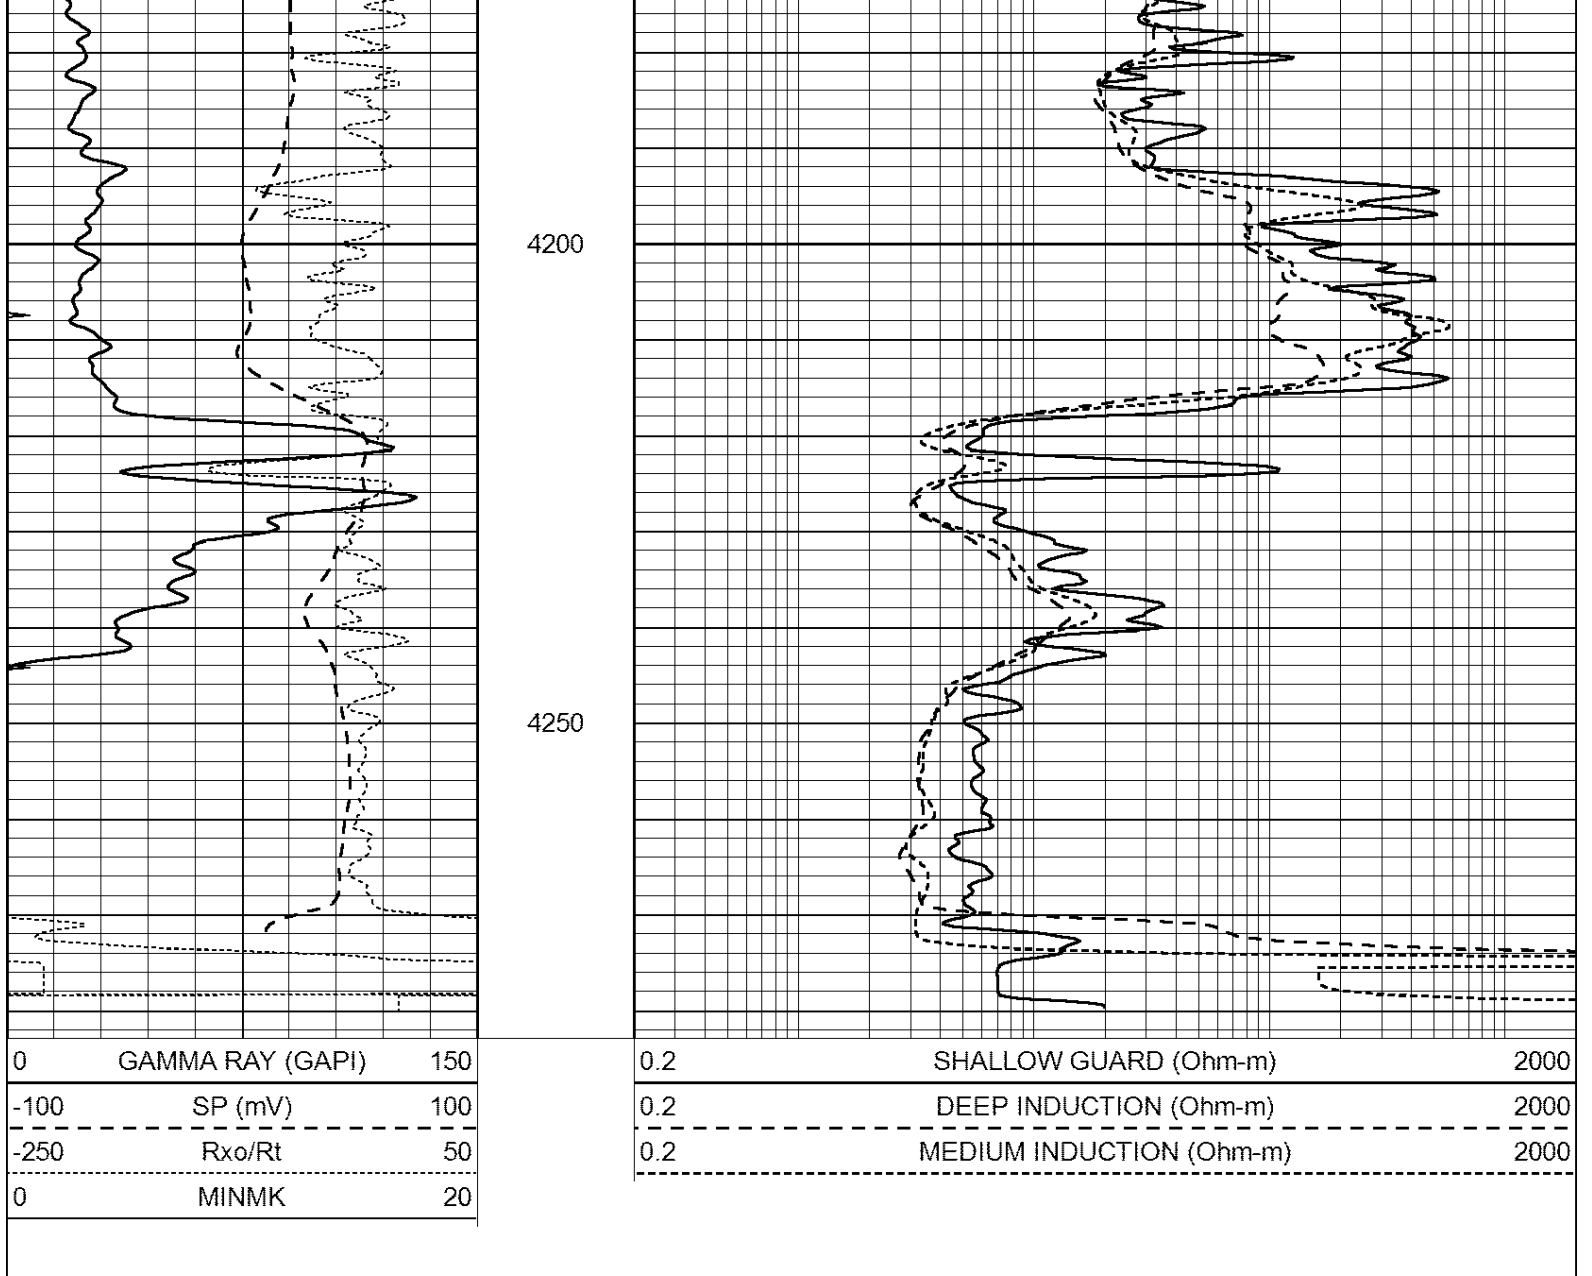 4200
4250
0 GAMMA RAY (GAPI) 150
-100 SP (mV) 100
-250 Rxo/Rt 50
0 MINMK 20
0.2 SHALLOW GUARD (Ohm-m) 2000
0.2 DEEP INDUCTION (Ohm-m) 2000
0.2 MEDIUM INDUCTION (Ohm-m) 2000